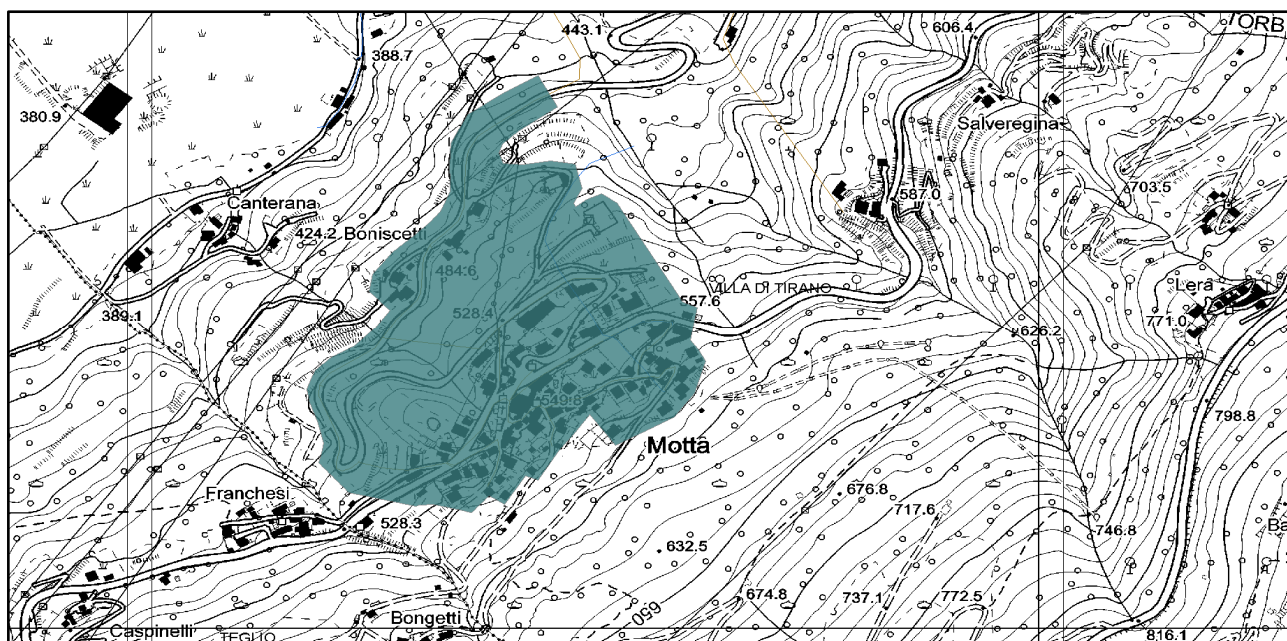 443.1
606.4
TORB
388.7
380.9
Salveregina
703.5
587.0
Canterana
424.2
Boniscetti
484.6
VILLA DI TIRANO
Lera
389.1
528.4
557.6
771.0
626.2
549.8
798.8
Motta
Franchesi
676.8
717.6
528.3
746.8
Ba
632.5
650
674.8
737.1
772.5
Bongetti
Caspinelli
TEGLIO
816.1